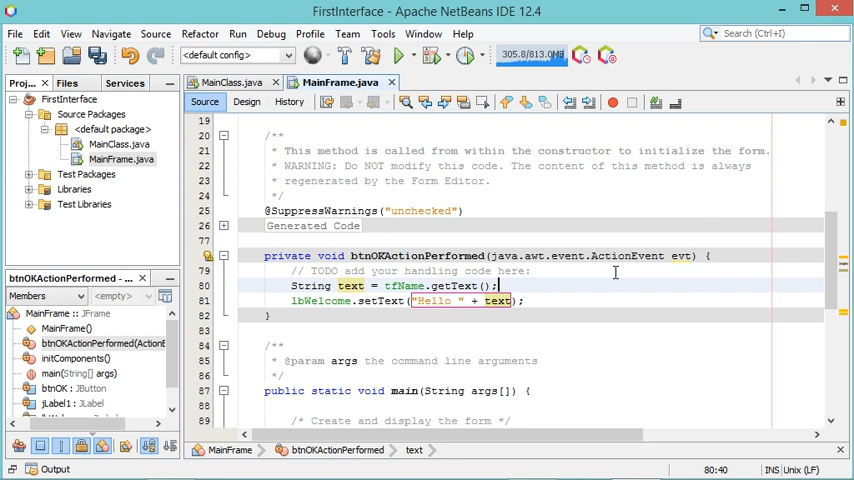 FirstInterface - Apache NetBeans IDE 12.4
File Edit View Navigate Source Refactor Run Debug Profile Team Tools Window Help
Search (Ctrl+I)
<default config>
305.8/813.0MB
Proj... Files Services
FirstInterface
Source Packages
<default package>
MainClass.java
MainFrame.java
Test Packages
Libraries
Test Libraries
MainClass.java MainFrame.java
Source Design History
19
20 /**
21 * This method is called from within the constructor to initialize the form.
22 * WARNING: Do NOT modify this code. The content of this method is always
23 * regenerated by the Form Editor.
24 */
25 @SuppressWarnings("unchecked")
26 Generated Code
77
private void btnOKActionPerformed(java.awt.event.ActionEvent evt) {
79 // TODO add your handling code here:
80 String text = tfName.getText();
81 lbWelcome.setText("Hello " + text);
82 }
83
84 /**
85 * @param args the command line arguments
86 */
87 public static void main(String args[]) {
88
89 /* Create and display the form */
btnOKActionPerformed - ...
Members <empty>
MainFrame :: JFrame
MainFrame()
btnOKActionPerformed(ActionE
initComponents()
main(String[] args)
btnOK : JButton
jLabel1 : JLabel
MainFrame btnOKActionPerformed text
Output
80:40 INS Unix (LF)